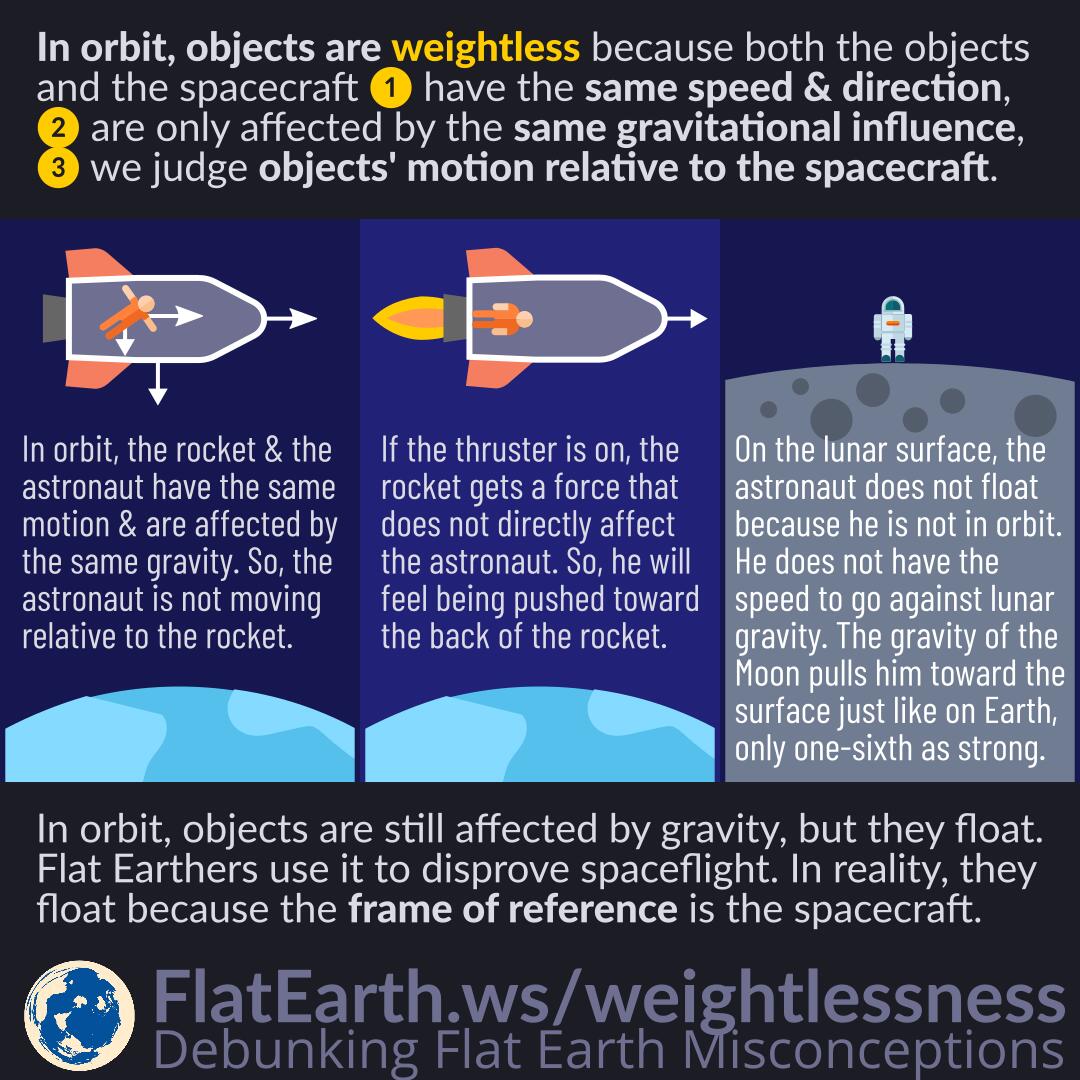 In orbit, objects are weightless because both the objects
and the spacecraft 1 have the same speed & direction,
2 are only affected by the same gravitational influence,
3 we judge objects' motion relative to the spacecraft.
In orbit, the rocket & the
astronaut have the same
motion & are affected by
the same gravity. So, the
astronaut is not moving
relative to the rocket.
If the thruster is on, the
rocket gets a force that
does not directly affect
the astronaut. So, he will
feel being pushed toward
the back of the rocket.
On the lunar surface, the
astronaut does not float
because he is not in orbit.
He does not have the
speed to go against lunar
gravity. The gravity of the
Moon pulls him toward the
surface just like on Earth,
only one-sixth as strong.
In orbit, objects are still affected by gravity, but they float.
Flat Earthers use it to disprove spaceflight. In reality, they
float because the frame of reference is the spacecraft.
FlatEarth.ws/weightlessness
Debunking Flat Earth Misconceptions